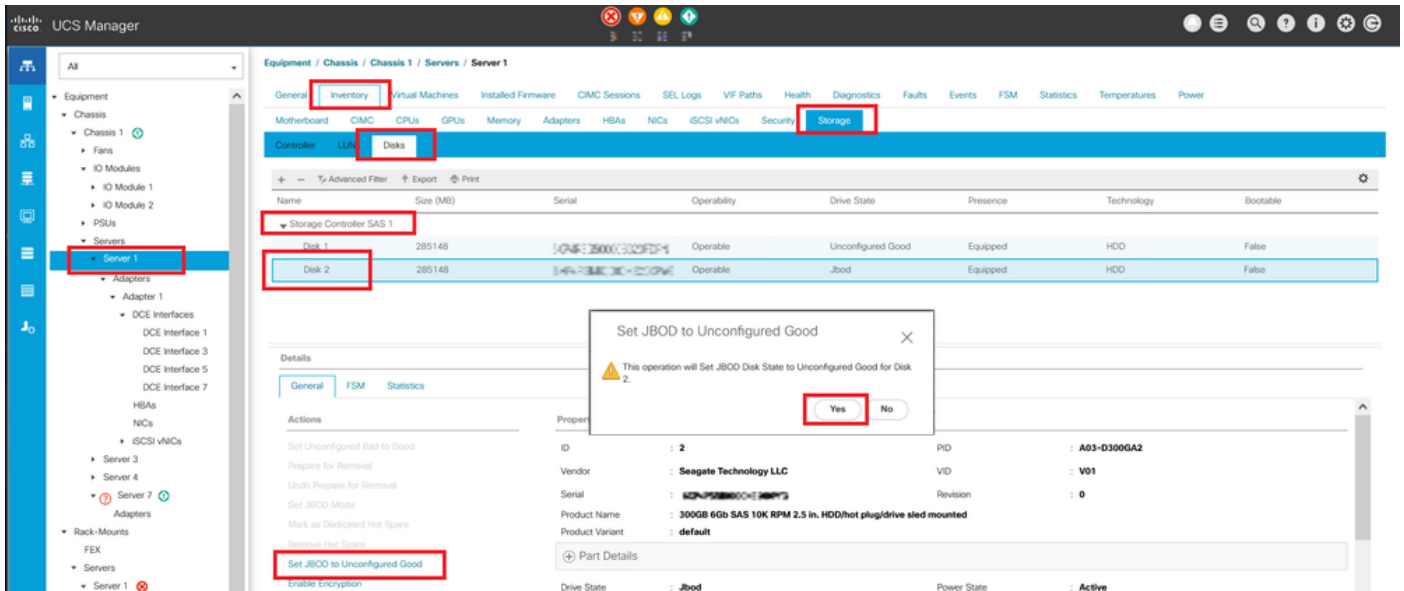 cisco. UCS Manager
All
Equipment
Chassis
Chassis 1
Fans
IO Modules
IO Module 1
IO Module 2
PSUs
Servers
Server 1
Adapters
Adapter 1
DCE Interfaces
DCE Interface 1
DCE Interface 3
DCE Interface 5
DCE Interface 7
HBAs
NICs
iSCSI vNICs
Server 3
Server 4
Server 7
Adapters
Rack-Mounts
FEX
Servers
Server 1
Equipment / Chassis / Chassis 1 / Servers / Server 1
General Inventory Virtual Machines Installed Firmware CIMC Sessions SEL Logs VIF Paths Health Diagnostics Faults Events FSM Statistics Temperatures Power
Motherboard CIMC CPUs GPUs Memory Adapters HBAs NICs iSCSI vNICs Security Storage
Controller LUN Disks
+ − Advanced Filter Export Print
Name Size (MB) Serial Operability Drive State Presence Technology Bootable
Storage Controller SAS 1
Disk 1 285148 Operable Unconfigured Good Equipped HDD False
Disk 2 285148 Operable Jbod Equipped HDD False
Set JBOD to Unconfigured Good
This operation will Set JBOD Disk State to Unconfigured Good for Disk
2.
Yes No
Details
General FSM Statistics
Actions
Set Unconfigured Bad to Good
Prepare for Removal
Undo Prepare for Removal
Set JBOD Mode
Mark as Dedicated Hot Spare
Remove Hot Spare
Set JBOD to Unconfigured Good
Enable Encryption
Propert
ID : 2 PID : A03-D300GA2
Vendor : Seagate Technology LLC VID : V01
Serial : Revision : 0
Product Name : 300GB 6Gb SAS 10K RPM 2.5 in. HDD/hot plug/drive sled mounted
Product Variant : default
Part Details
Drive State : Jbod Power State : Active